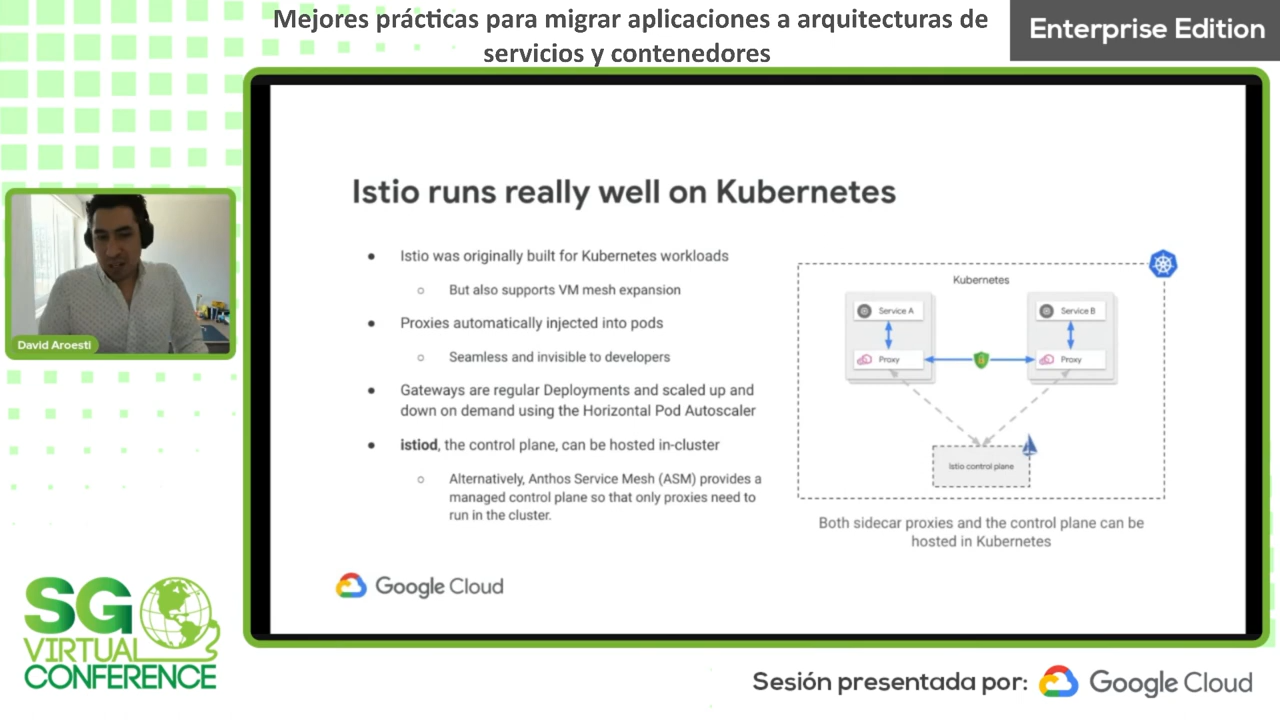 Mejores prácticas para migrar aplicaciones a arquitecturas de
servicios y contenedores
Enterprise Edition
David Aroesti
Istio runs really well on Kubernetes
● Istio was originally built for Kubernetes workloads
○ But also supports VM mesh expansion
● Proxies automatically injected into pods
○ Seamless and invisible to developers
● Gateways are regular Deployments and scaled up and
down on demand using the Horizontal Pod Autoscaler
● istiod, the control plane, can be hosted in-cluster
○ Alternatively, Anthos Service Mesh (ASM) provides a
managed control plane so that only proxies need to
run in the cluster.
Kubernetes
Service A
Service B
Proxy
Proxy
Istio control plane
Both sidecar proxies and the control plane can be
hosted in Kubernetes
Google Cloud
SG
VIRTUAL
CONFERENCE
Sesión presentada por: Google Cloud